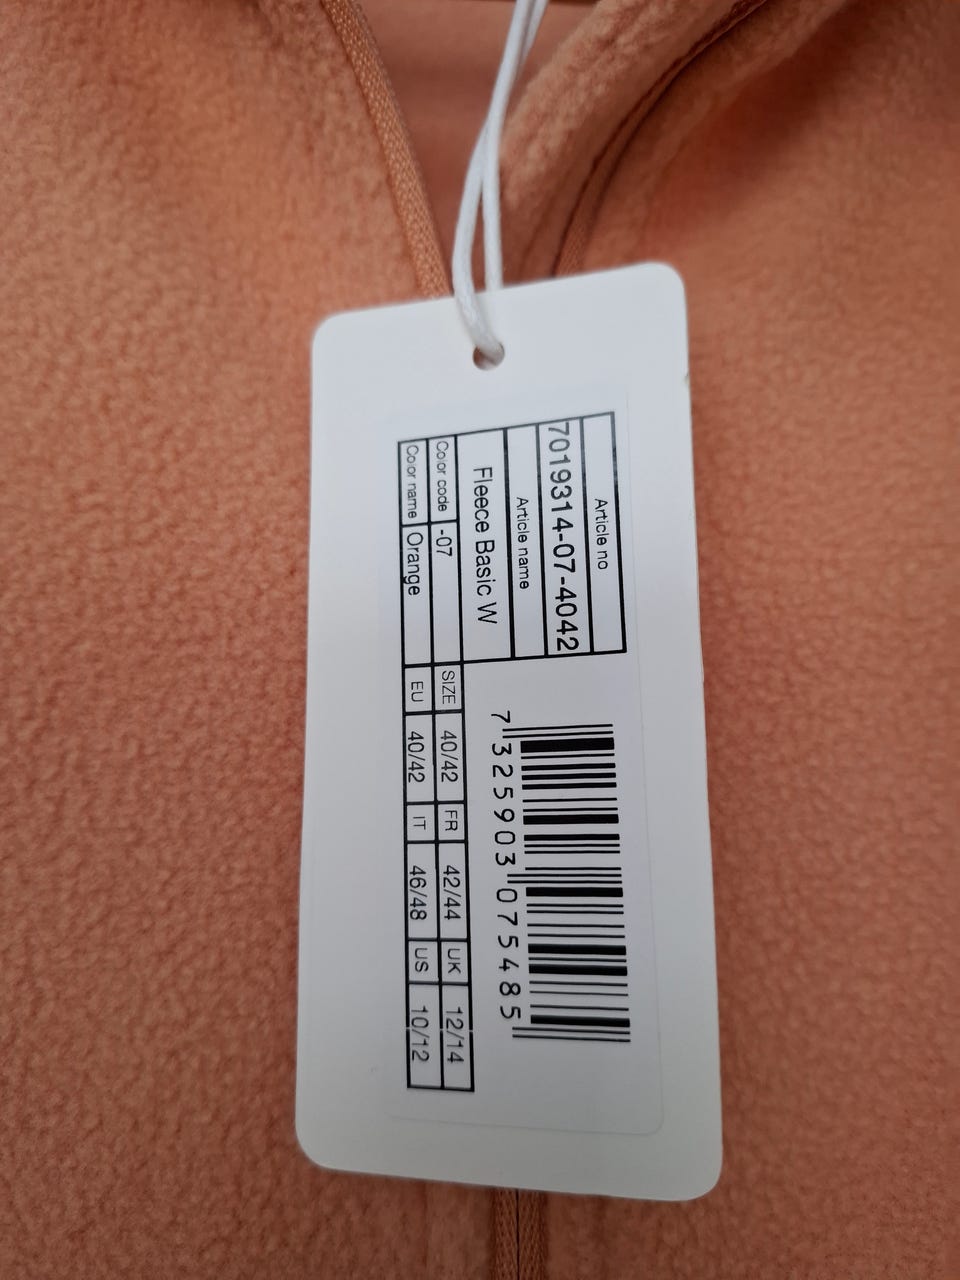 Article no
7019314-07-4042
Article name
Fleece Basic W
Color code -07
Color name Orange
7 325903 075485
SIZE 40/42 FR 42/44 UK 12/14
EU 40/42 IT 46/48 US 10/12